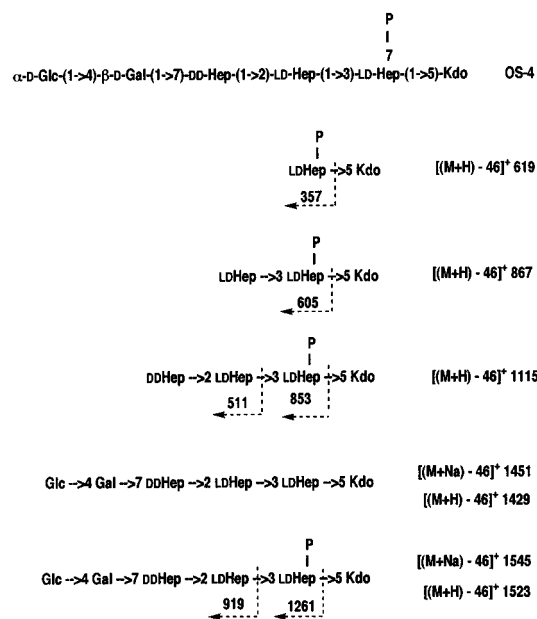 P
7
α-D-Glc-(1->4)-β-D-Gal-(1->7)-DD-Hep-(1->2)-LD-Hep-(1->3)-LD-Hep-(1->5)-Kdo OS-4
P
LDHep -->5 Kdo [(M+H) - 46]+ 619
357
P
LDHep -->3 LDHep -->5 Kdo [(M+H) - 46]+ 867
605
P
DDHep -->2 LDHep -->3 LDHep -->5 Kdo [(M+H) - 46]+ 1115
511 853
[(M+Na) - 46]+ 1451
Glc -->4 Gal -->7 DDHep -->2 LDHep -->3 LDHep -->5 Kdo
[(M+H) - 46]+ 1429
P
[(M+Na) - 46]+ 1545
Glc -->4 Gal -->7 DDHep -->2 LDHep -->3 LDHep -->5 Kdo
[(M+H) - 46]+ 1523
919 1261